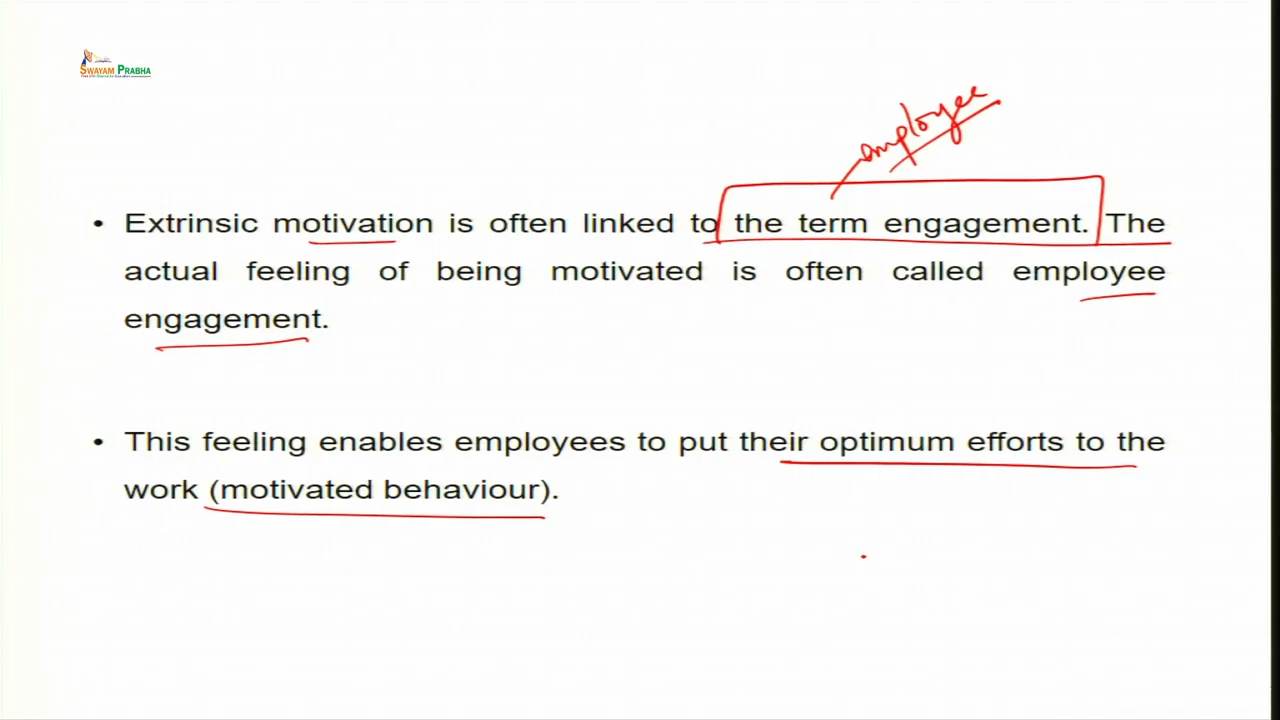 SWAYAM PRABHA
employee
• Extrinsic motivation is often linked to the term engagement. The
actual feeling of being motivated is often called employee
engagement.
• This feeling enables employees to put their optimum efforts to the
work (motivated behaviour).